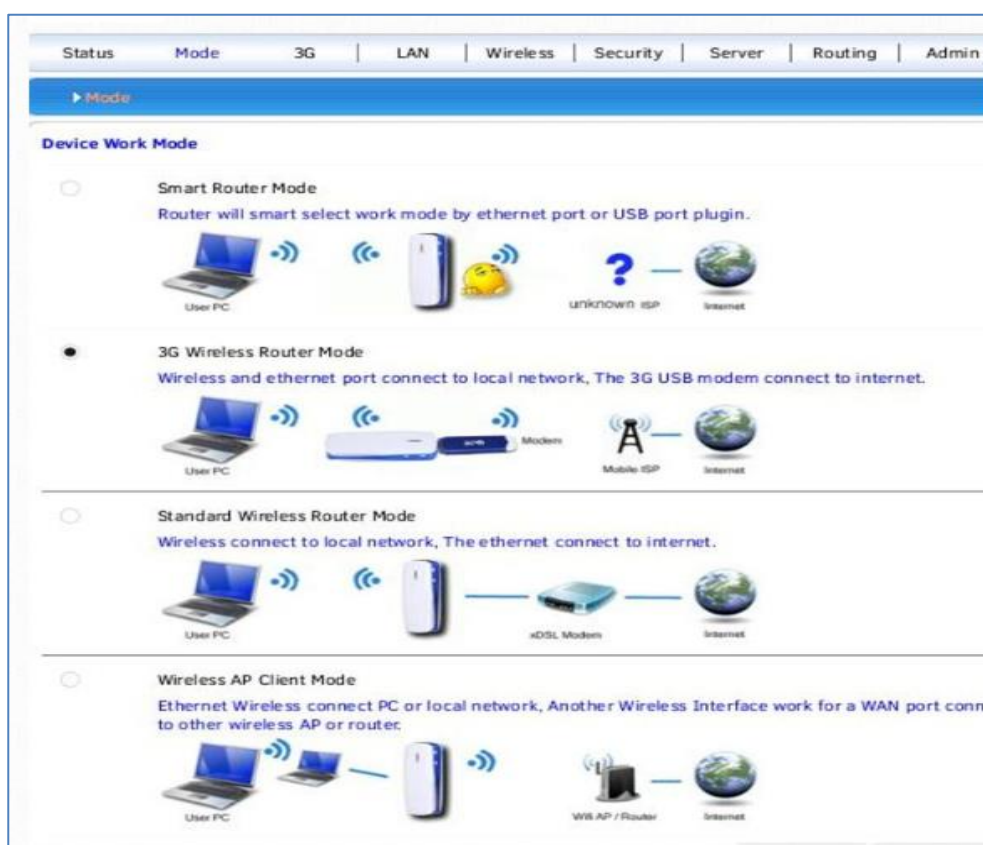 Status Mode 3G | LAN | Wireless | Security | Server | Routing | Admin
Mode
Device Work Mode
Smart Router Mode
Router will smart select work mode by ethernet port or USB port plugin.
?
User PC unknown ISP Internet
3G Wireless Router Mode
Wireless and ethernet port connect to local network, The 3G USB modem connect to internet.
Modem
User PC Mobile ISP Internet
Standard Wireless Router Mode
Wireless connect to local network, The ethernet connect to internet.
User PC xDSL Modem Internet
Wireless AP Client Mode
Ethernet Wireless connect PC or local network, Another Wireless Interface work for a WAN port conn
to other wireless AP or router.
User PC Wifi AP / Router Internet